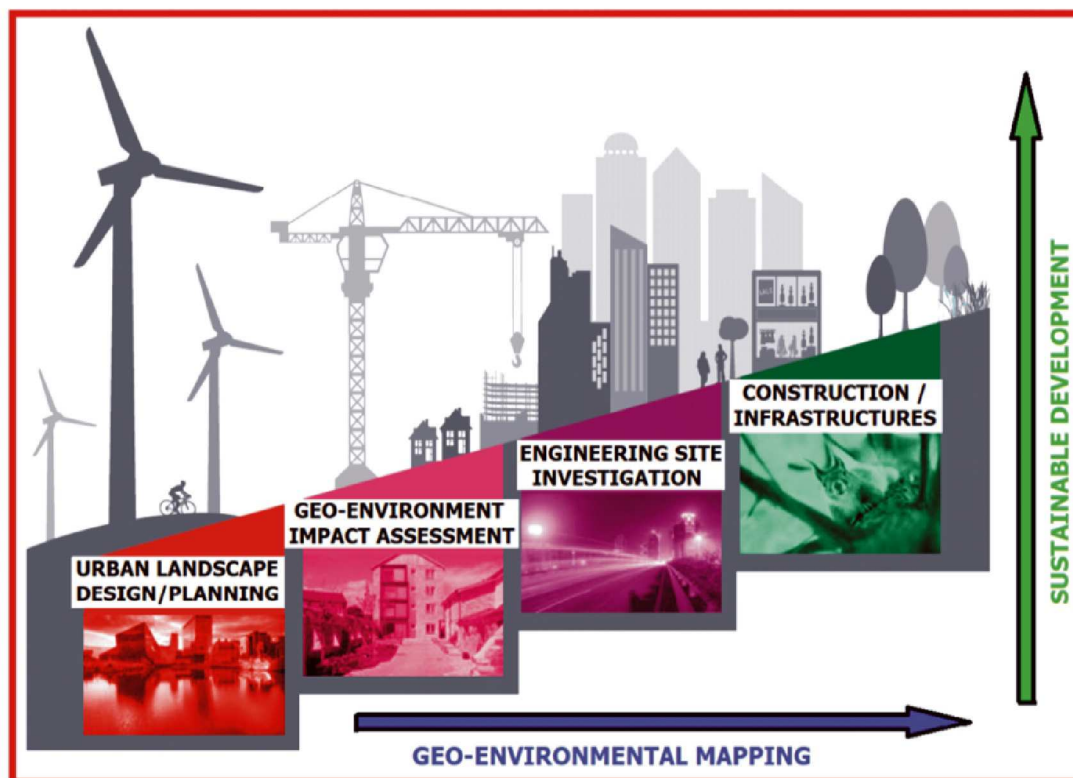 URBAN LANDSCAPE
DESIGN/PLANNING
GEO-ENVIRONMENT
IMPACT ASSESSMENT
ENGINEERING SITE
INVESTIGATION
CONSTRUCTION /
INFRASTRUCTURES
SUSTAINABLE DEVELOPMENT
GEO-ENVIRONMENTAL MAPPING